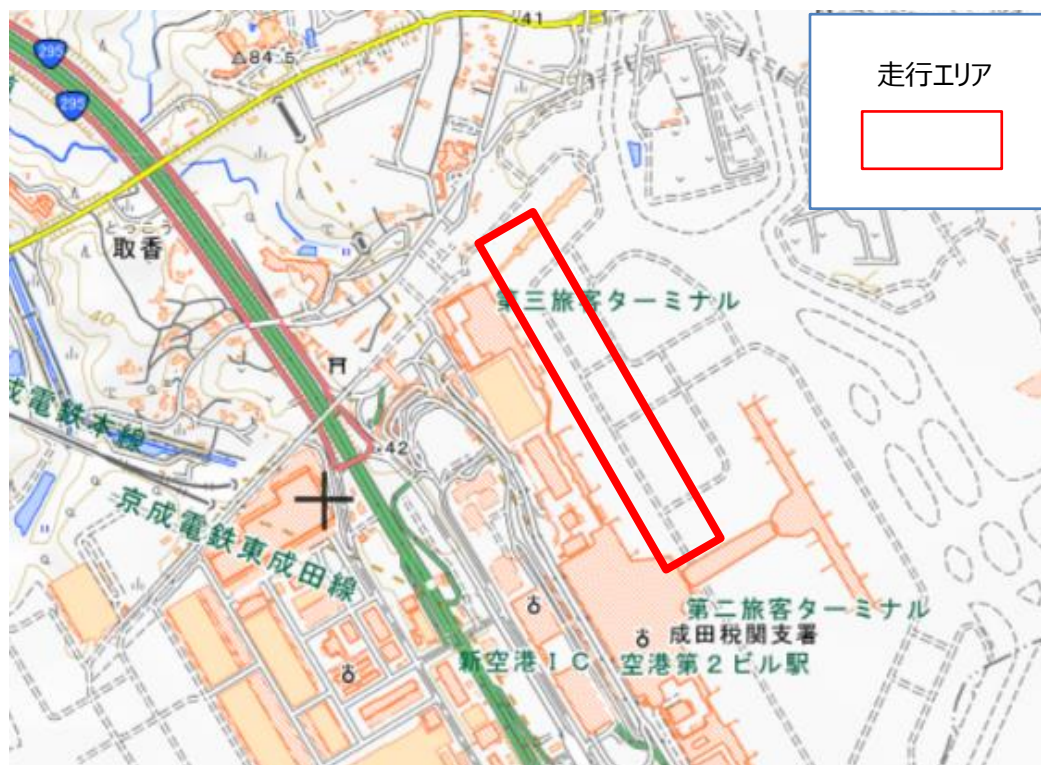 走行エリア
295
295
84.5
41
とっこう
取香
40
第三旅客ターミナル
成電鉄本線
42
京成電鉄東成田線
第二旅客ターミナル
成田税関支署
新空港IC
空港第2ビル駅